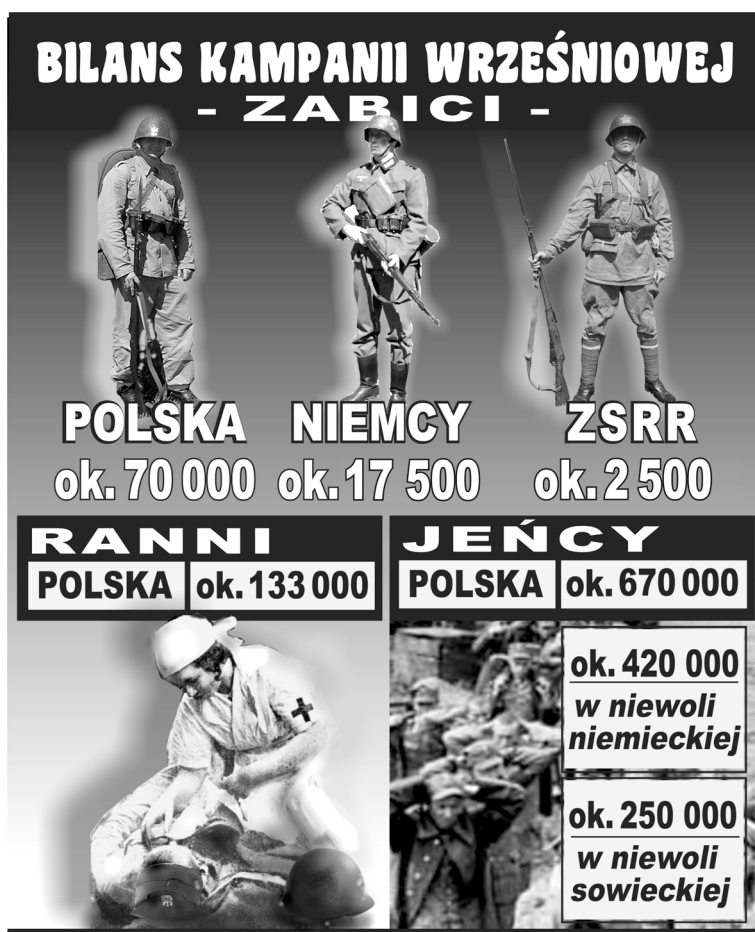 BILANS KAMPANII WRZEŚNIOWEJ
- ZABICI -
POLSKA
ok. 70 000
NIEMCY
ok. 17 500
ZSRR
ok. 2 500
RANNI
POLSKA
ok. 133 000
JEŃCY
POLSKA
ok. 670 000
ok. 420 000
w niewoli
niemieckiej
ok. 250 000
w niewoli
sowieckiej